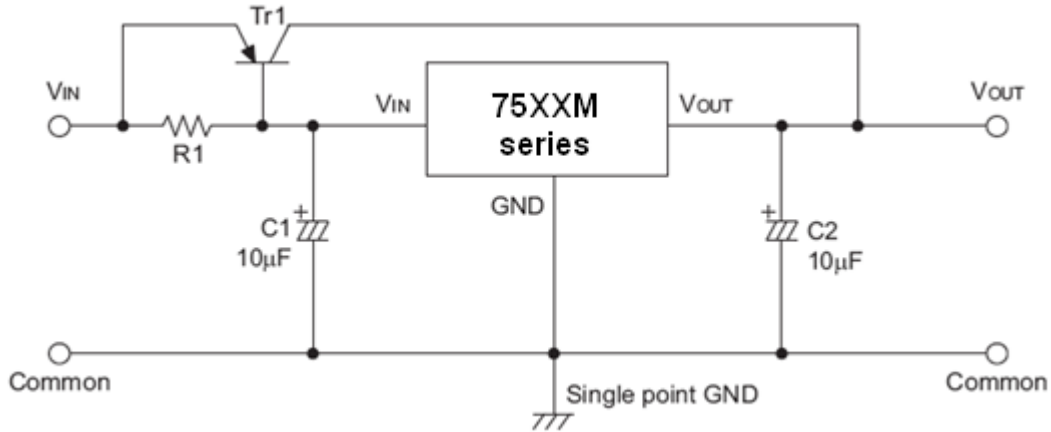 Tr1
VIN
R1
VIN
75XXM
series
VOUT
VOUT
GND
+
C1
10μF
+
C2
10μF
Common
Single point GND
Common